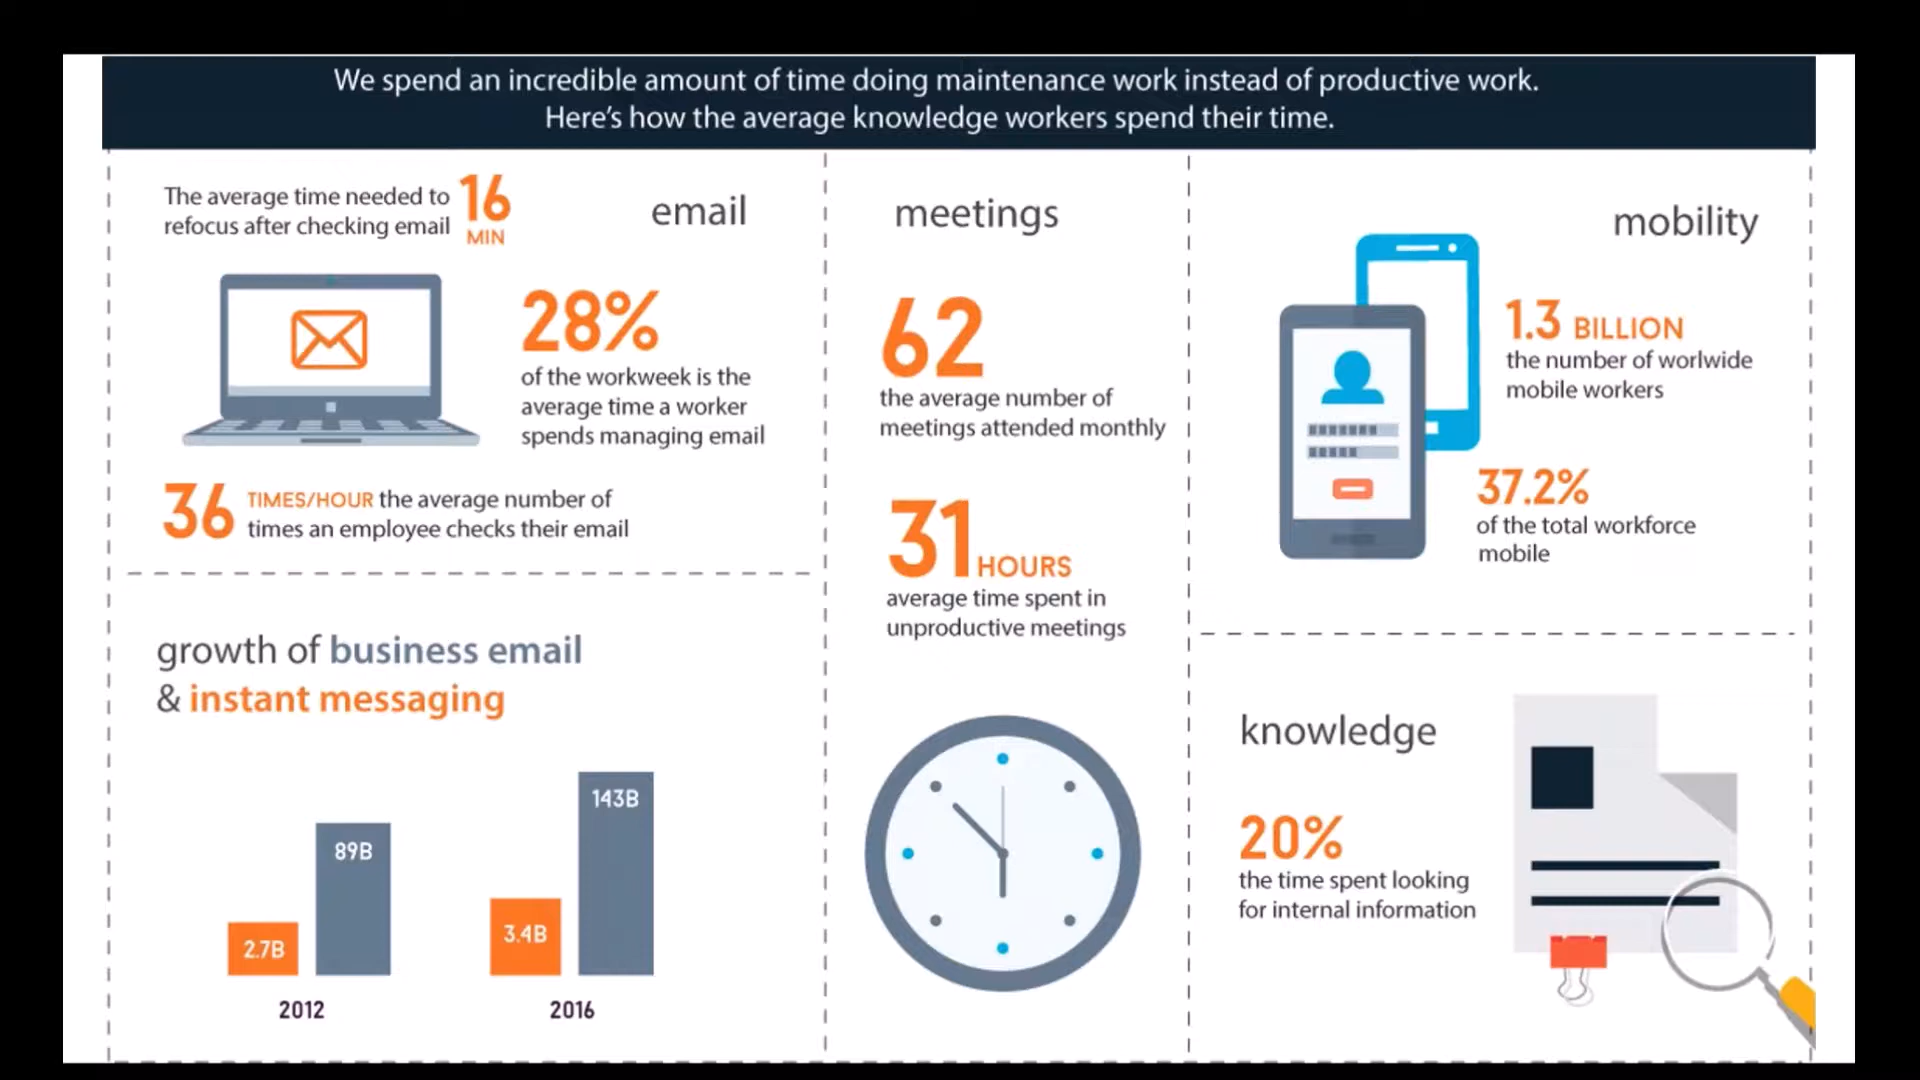 We spend an incredible amount of time doing maintenance work instead of productive work.
Here's how the average knowledge workers spend their time.
The average time needed to
refocus after checking email
16
MIN
email
28%
of the workweek is the
average time a worker
spends managing email
36 TIMES/HOUR the average number of
times an employee checks their email
growth of business email
& instant messaging
2.7B
89B
2012
3.4B
143B
2016
meetings
62
the average number of
meetings attended monthly
31 HOURS
average time spent in
unproductive meetings
mobility
1.3 BILLION
the number of worlwide
mobile workers
37.2%
of the total workforce
mobile
knowledge
20%
the time spent looking
for internal information